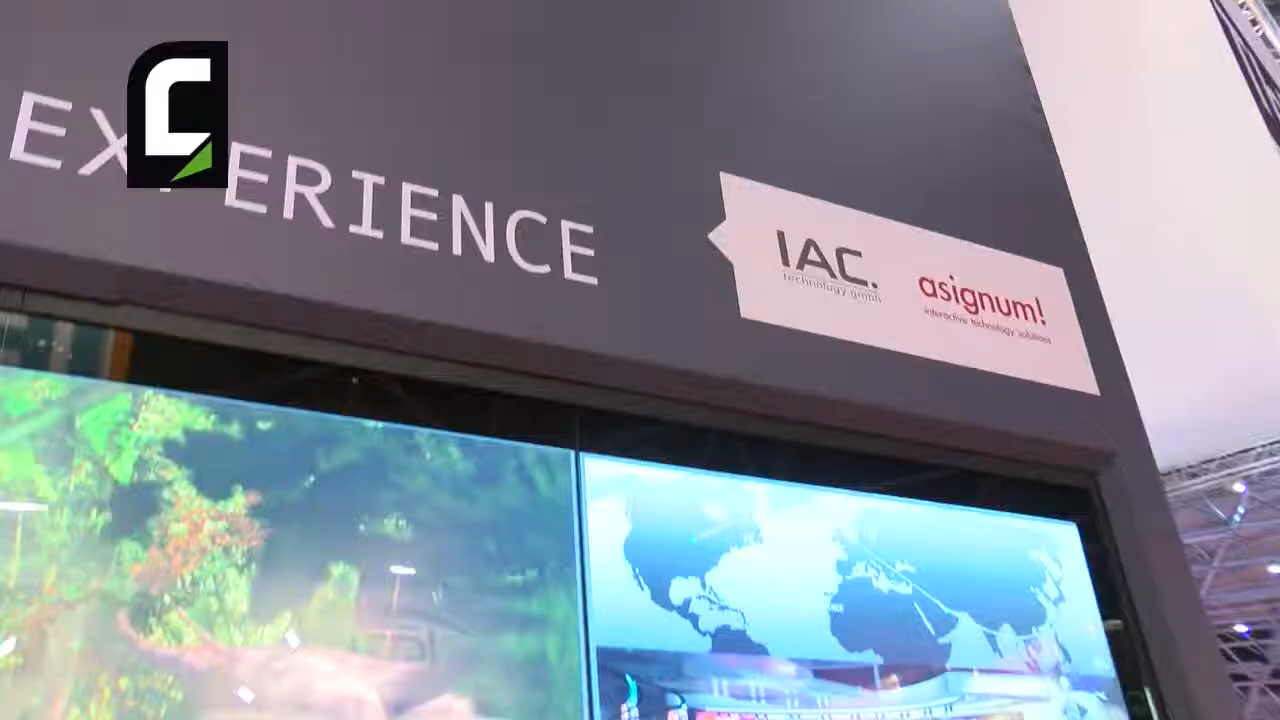 EXPERIENCE
IAC.
technology gmbh
asignum!
interactive technology solutions